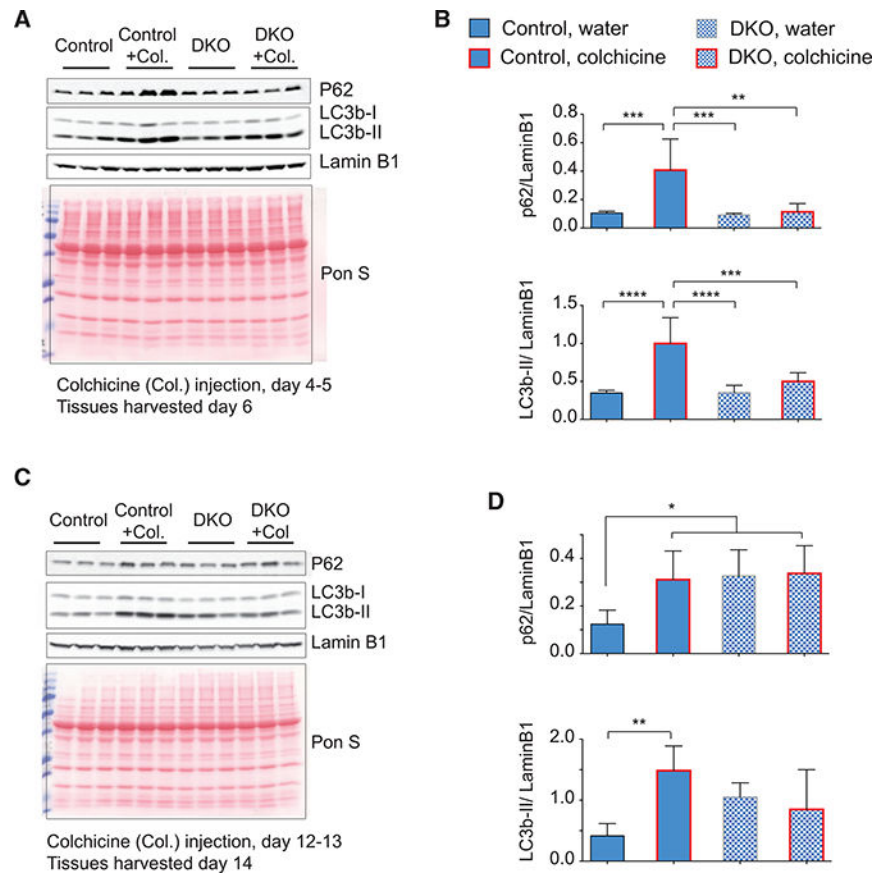 A
Control
Control
+Col.
DKO
DKO
+Col.
P62
LC3b-I
LC3b-II
Lamin B1
Pon S
Colchicine (Col.) injection, day 4-5
Tissues harvested day 6
B
Control, water
DKO, water
Control, colchicine
DKO, colchicine
p62/LaminB1
0.8
0.6
0.4
0.2
0.0
***
***
**
LC3b-II/ LaminB1
1.5
1.0
0.5
0.0
****
****
***
C
Control
Control
+Col.
DKO
DKO
+Col
P62
LC3b-I
LC3b-II
Lamin B1
Pon S
Colchicine (Col.) injection, day 12-13
Tissues harvested day 14
D
p62/LaminB1
0.6
0.4
0.2
0.0
*
LC3b-II/ LaminB1
2.0
1.0
0.0
**